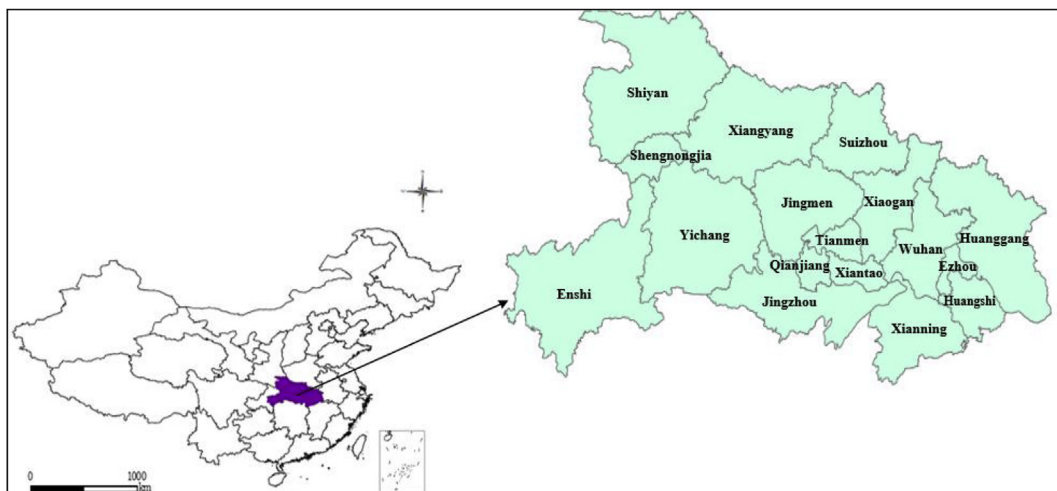 Shiyan
Xiangyang
Suizhou
Shengnongjia
Jingmen
Xiaogan
Yichang
Tianmen
Wuhan
Huanggang
Qianjiang
Xiantao
Ezhou
Enshi
Jingzhou
Huangshi
Xianning
0 1000
km